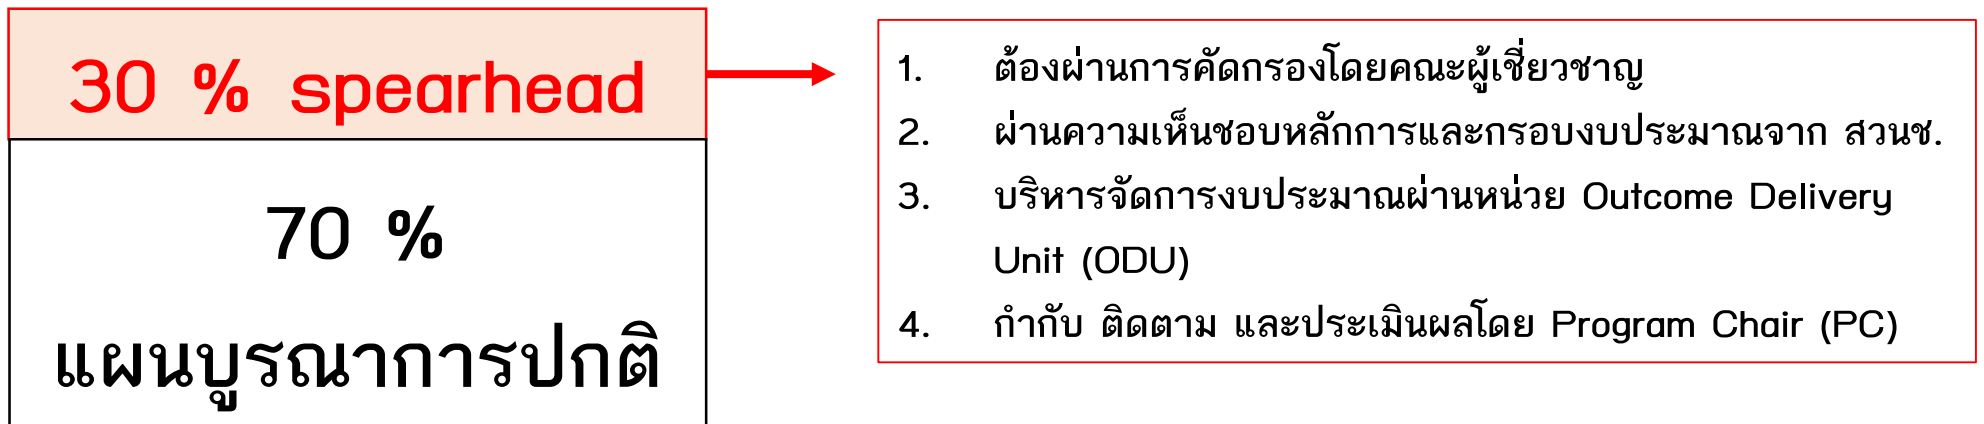 30 % spearhead
70 %
แผนบูรณาการปกติ
1. ต้องผ่านการคัดกรองโดยคณะผู้เชี่ยวชาญ
2. ผ่านความเห็นชอบหลักการและกรอบงบประมาณจาก สวนช.
3. บริหารจัดการงบประมาณผ่านหน่วย Outcome Delivery
Unit (ODU)
4. กำกับ ติดตาม และประเมินผลโดย Program Chair (PC)